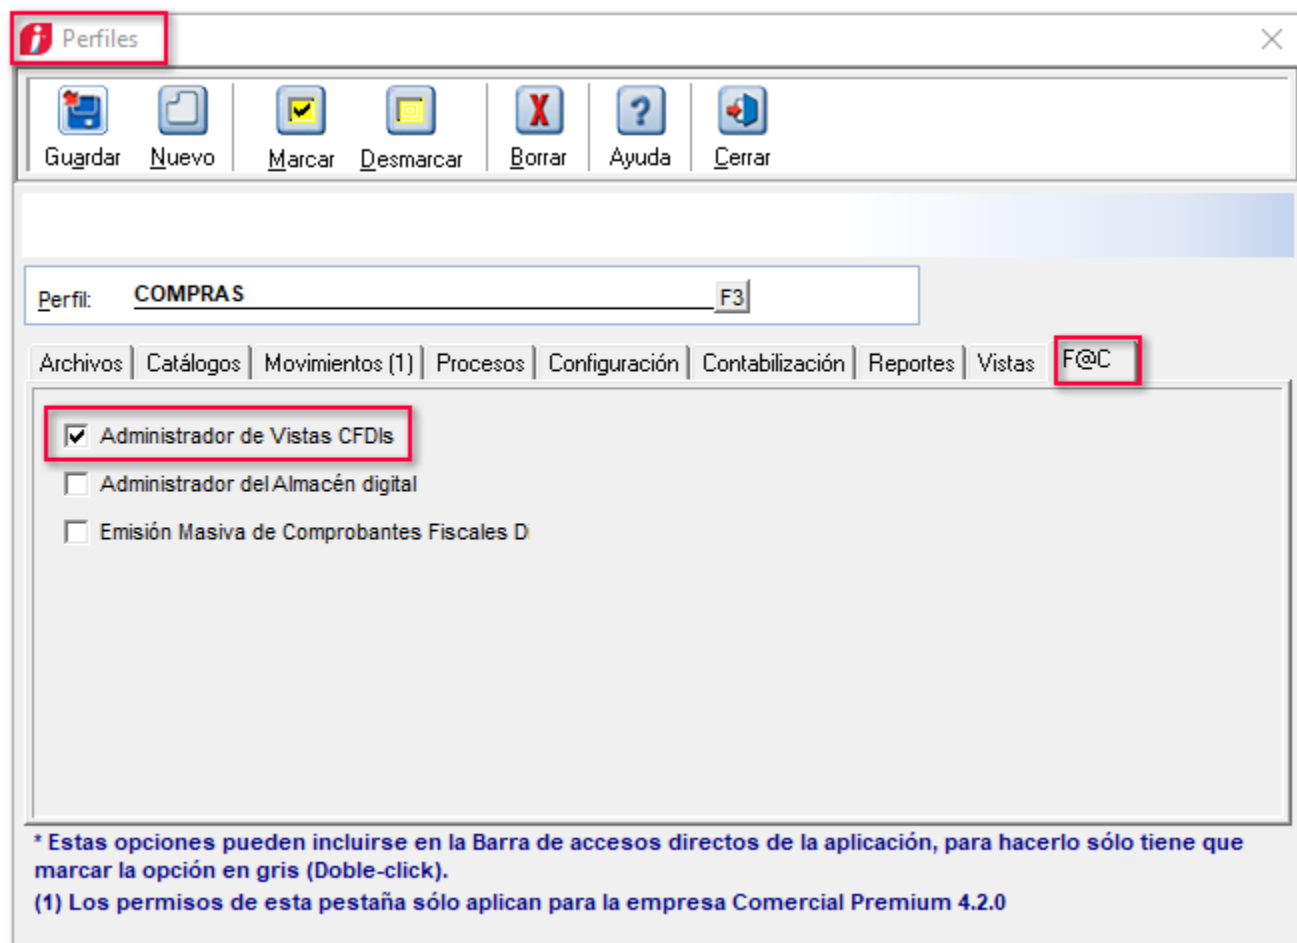 Perfiles
Guardar Nuevo Marcar Desmarcar Borrar Ayuda Cerrar
Perfil: COMPRAS F3
Archivos Catálogos Movimientos (1) Procesos Configuración Contabilización Reportes Vistas F@C
Administrador de Vistas CFDIs
Administrador del Almacén digital
Emisión Masiva de Comprobantes Fiscales D
* Estas opciones pueden incluirse en la Barra de accesos directos de la aplicación, para hacerlo sólo tiene que
marcar la opción en gris (Doble-click).
(1) Los permisos de esta pestaña sólo aplican para la empresa Comercial Premium 4.2.0